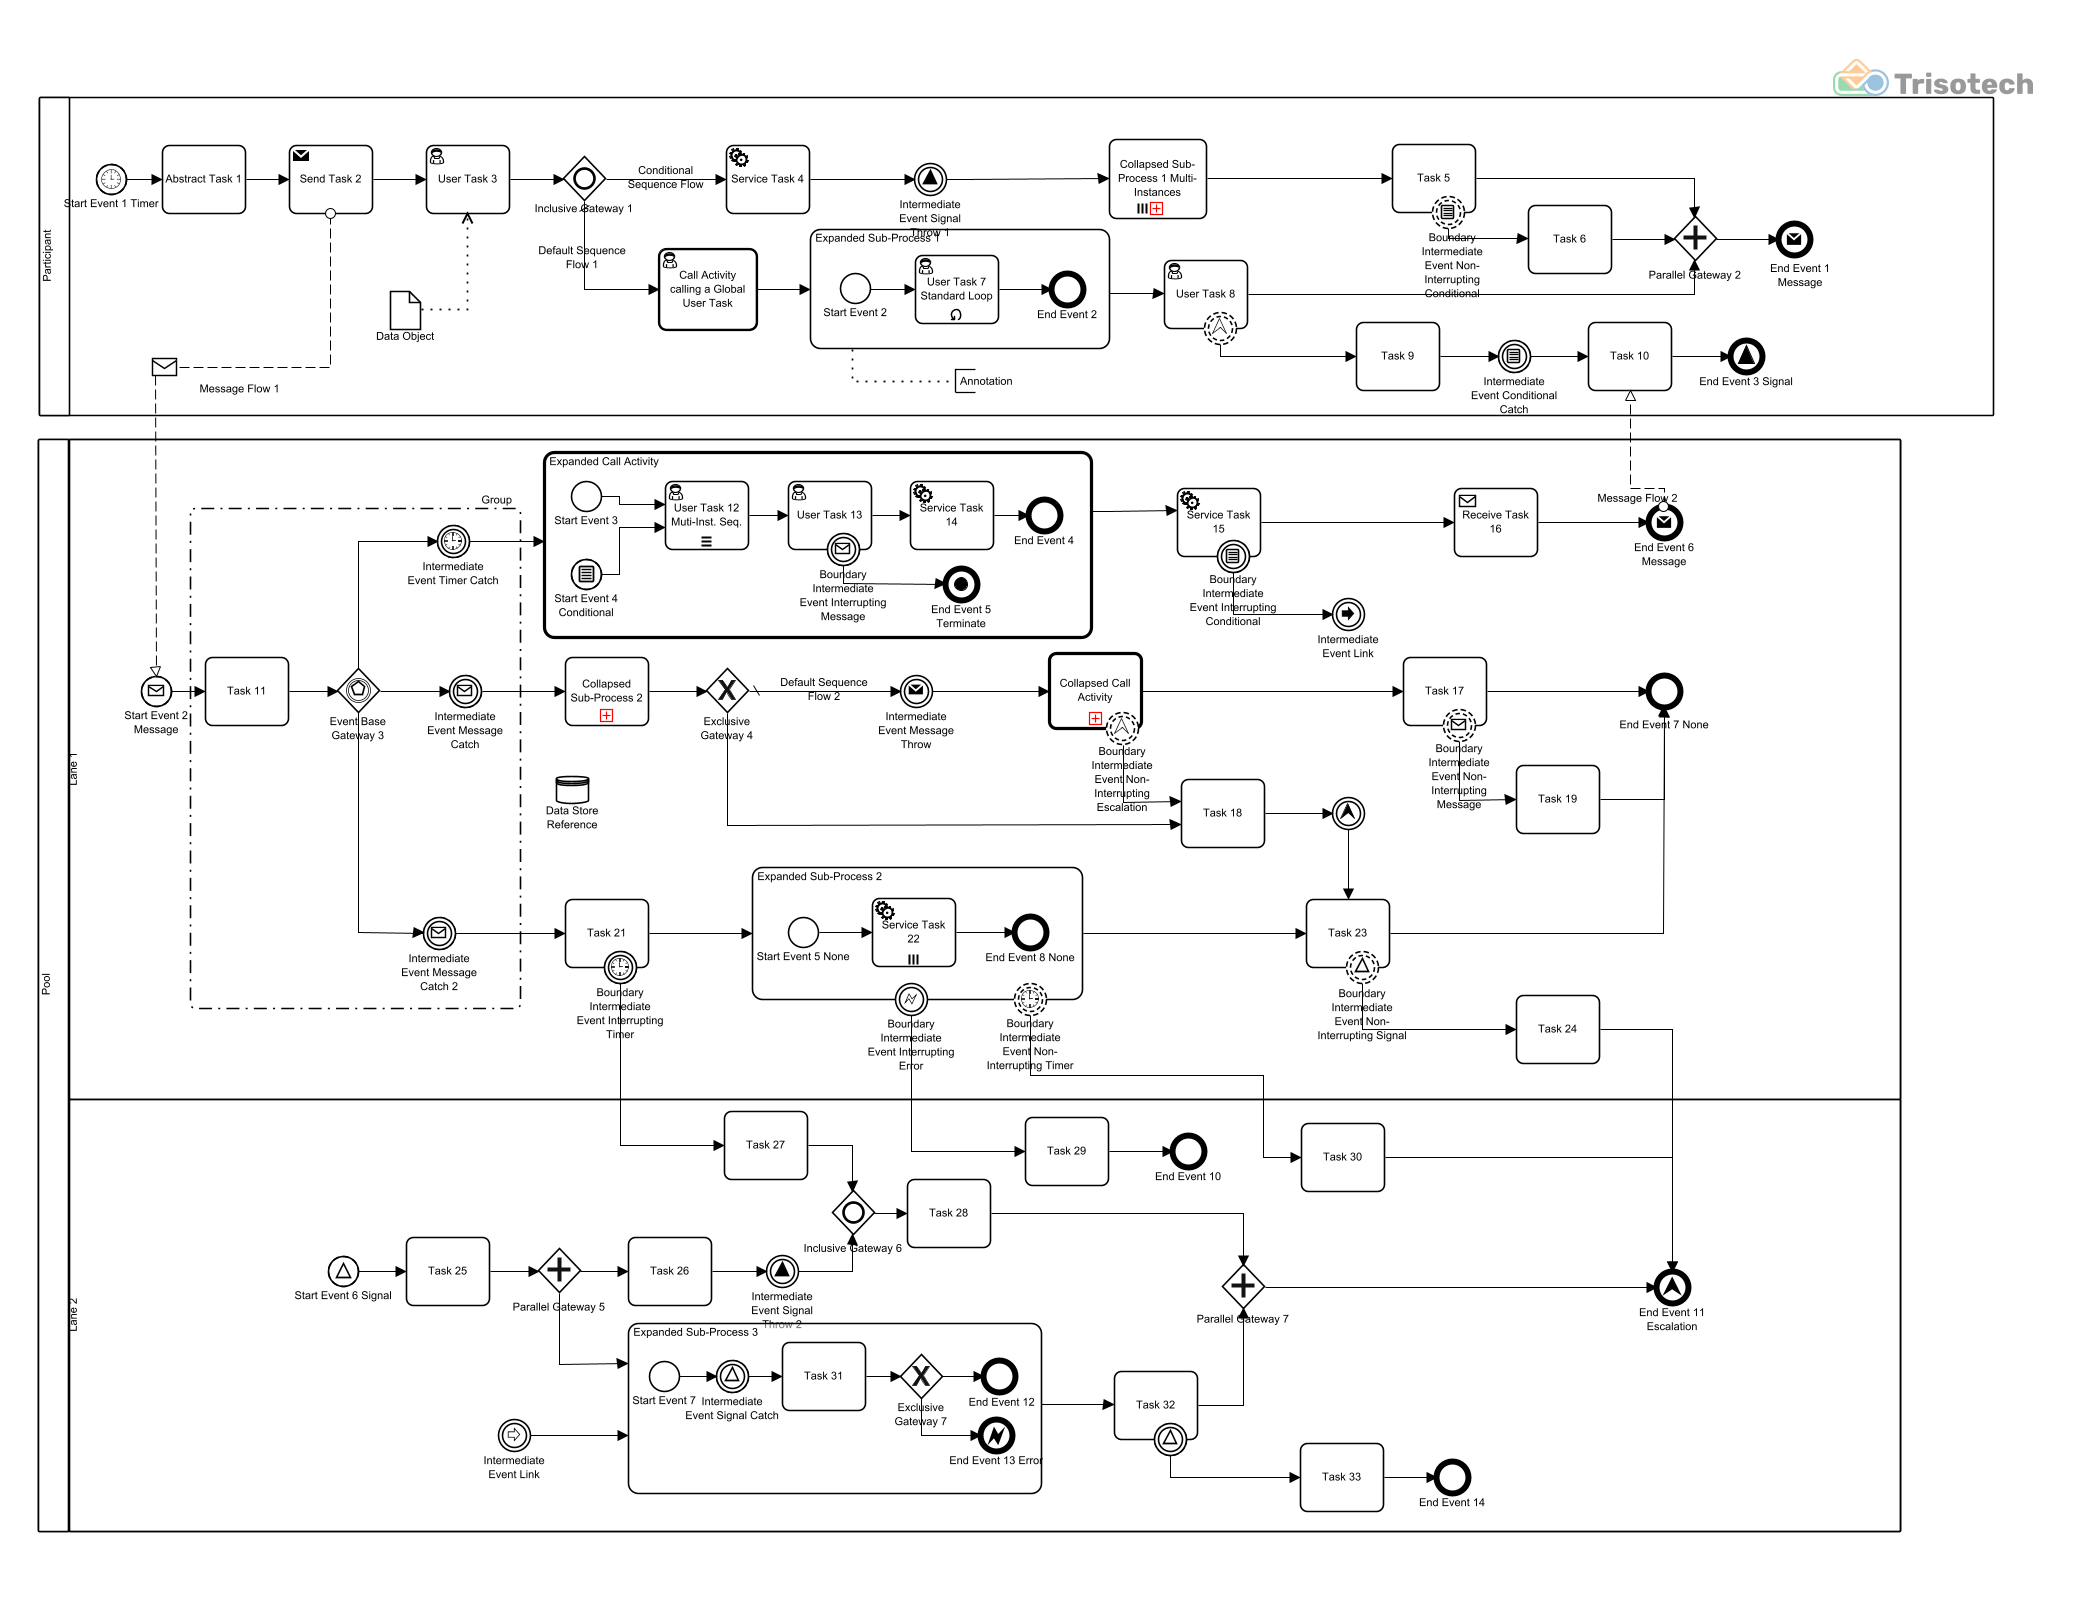 Trisotech
Participant
Start Event 1 Timer
Abstract Task 1
Send Task 2
User Task 3
Inclusive Gateway 1
Conditional
Sequence Flow
Service Task 4
Intermediate
Event Signal
Throw 1
Collapsed Sub-
Process 1 Multi-
Instances
Task 5
Boundary
Intermediate
Event Non-
Interrupting
Conditional
Task 6
Parallel Gateway 2
End Event 1
Message
Default Sequence
Flow 1
Call Activity
calling a Global
User Task
Expanded Sub-Process 1
Start Event 2
User Task 7
Standard Loop
End Event 2
User Task 8
Data Object
Message Flow 1
Annotation
Task 9
Intermediate
Event Conditional
Catch
Task 10
End Event 3 Signal
Pool
Lane 1
Group
Expanded Call Activity
Start Event 3
Start Event 4
Conditional
User Task 12
Muti-Inst. Seq.
User Task 13
Boundary
Intermediate
Event Interrupting
Message
Service Task
14
End Event 4
End Event 5
Terminate
Service Task
15
Boundary
Intermediate
Event Interrupting
Conditional
Intermediate
Event Link
Receive Task
16
Message Flow 2
End Event 6
Message
Intermediate
Event Timer Catch
Start Event 2
Message
Task 11
Event Base
Gateway 3
Intermediate
Event Message
Catch
Collapsed
Sub-Process 2
Exclusive
Gateway 4
Default Sequence
Flow 2
Intermediate
Event Message
Throw
Collapsed Call
Activity
Boundary
Intermediate
Event Non-
Interrupting
Escalation
Task 17
Boundary
Intermediate
Event Non-
Interrupting
Message
End Event 7 None
Data Store
Reference
Task 18
Task 19
Intermediate
Event Message
Catch 2
Task 21
Boundary
Intermediate
Event Interrupting
Timer
Expanded Sub-Process 2
Start Event 5 None
Service Task
22
End Event 8 None
Boundary
Intermediate
Event Interrupting
Error
Boundary
Intermediate
Event Non-
Interrupting Timer
Task 23
Boundary
Intermediate
Event Non-
Interrupting Signal
Task 24
Lane 2
Task 27
Task 29
End Event 10
Task 30
Inclusive Gateway 6
Task 28
Start Event 6 Signal
Task 25
Parallel Gateway 5
Task 26
Intermediate
Event Signal
Throw 2
Parallel Gateway 7
End Event 11
Escalation
Expanded Sub-Process 3
Start Event 7
Intermediate
Event Signal Catch
Task 31
Exclusive
Gateway 7
End Event 12
End Event 13 Error
Intermediate
Event Link
Task 32
Task 33
End Event 14